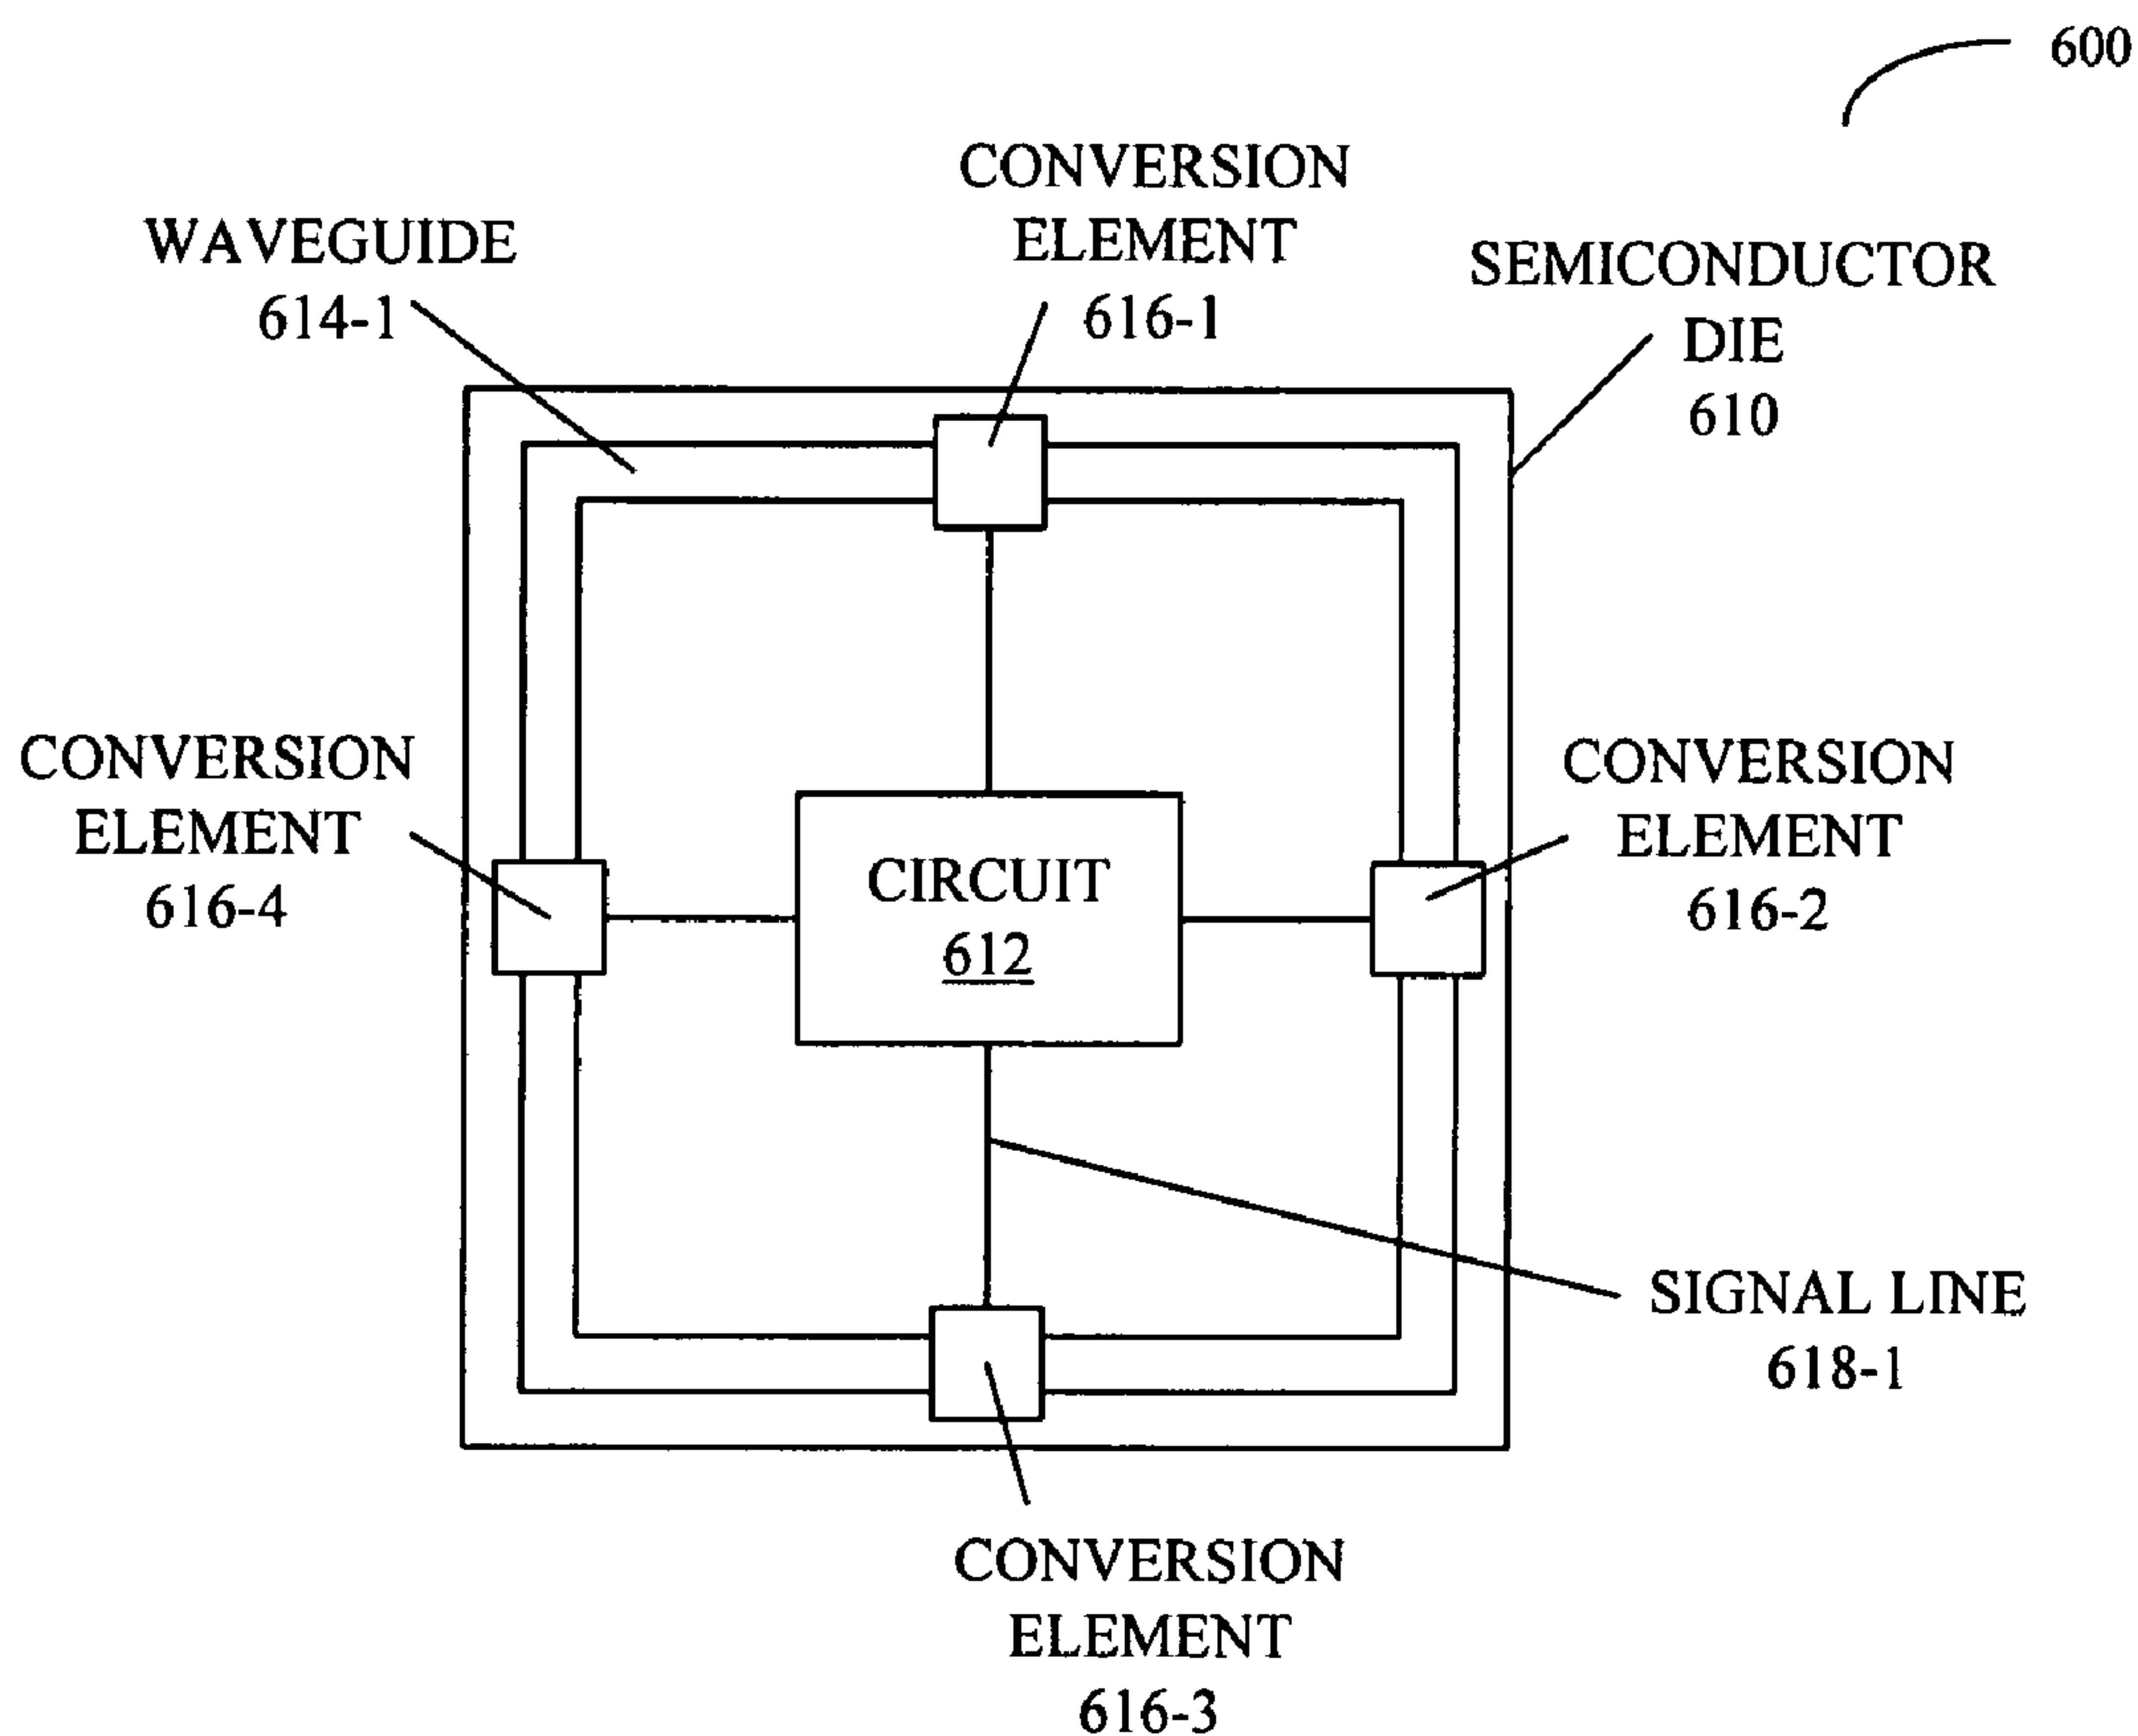 600
CONVERSION
ELEMENT
616-1
WAVEGUIDE
614-1
SEMICONDUCTOR
DIE
610
CONVERSION
ELEMENT
616-4
CIRCUIT
612
CONVERSION
ELEMENT
616-2
SIGNAL LINE
618-1
CONVERSION
ELEMENT
616-3